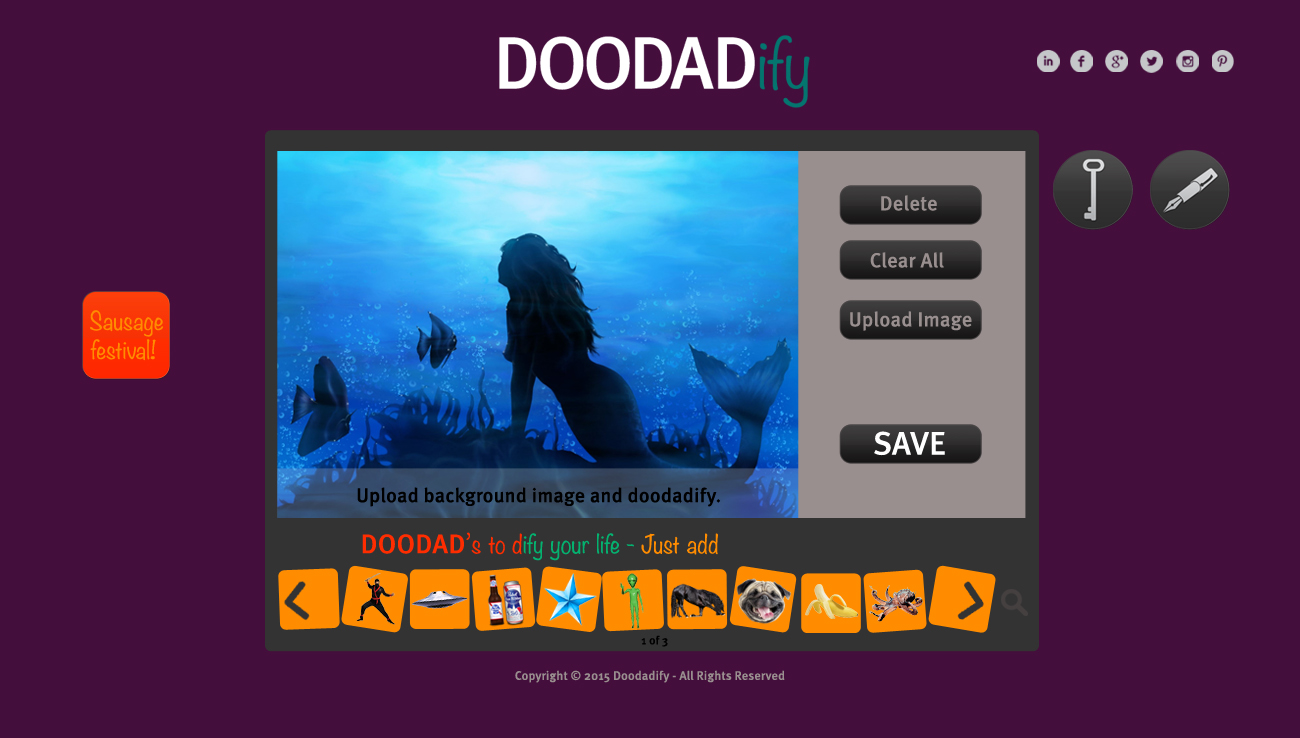 DOODADify
Delete
Clear All
Upload Image
Sausage
festival!
SAVE
Upload background image and doodadify.
DOODAD's to dify your life - Just add
1 of 3
Copyright © 2015 Doodadify - All Rights Reserved